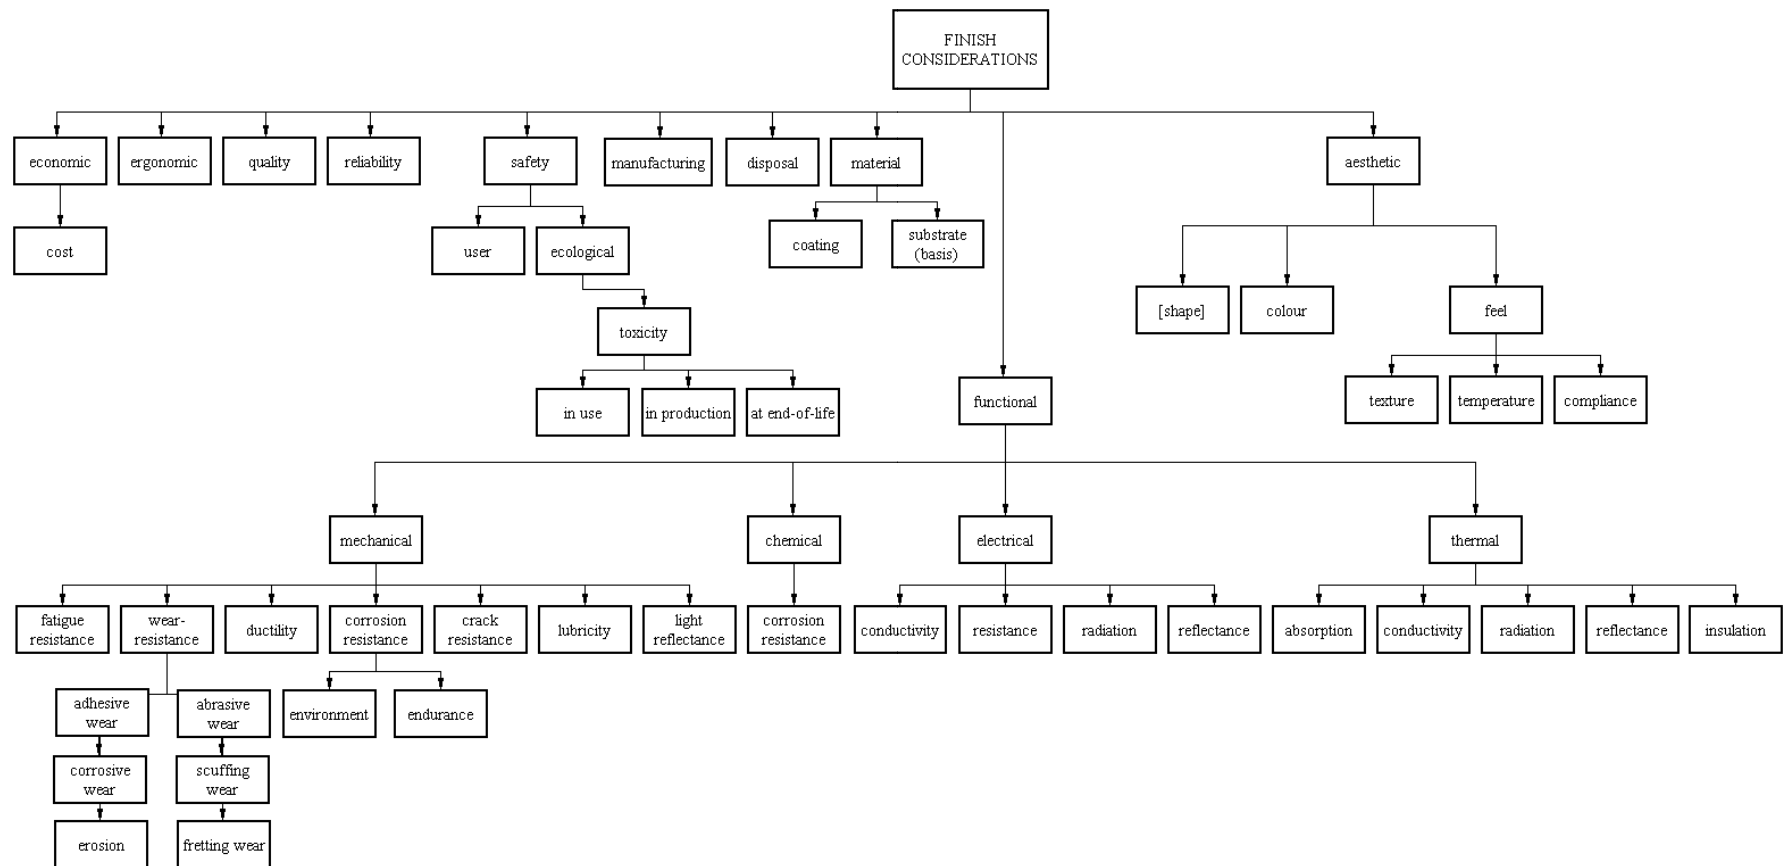 FINISH
CONSIDERATIONS
economic
ergonomic
quality
reliability
safety
manufacturing
disposal
material
aesthetic
cost
user
ecological
coating
substrate
(basis)
toxicity
[shape]
colour
feel
in use
in production
at end-of-life
functional
texture
temperature
compliance
mechanical
chemical
electrical
thermal
fatigue
resistance
wear-
resistance
ductility
corrosion
resistance
crack
resistance
lubricity
light
reflectance
corrosion
resistance
conductivity
resistance
radiation
reflectance
absorption
conductivity
radiation
reflectance
insulation
adhesive
wear
abrasive
wear
environment
endurance
corrosive
wear
scuffing
wear
erosion
fretting wear